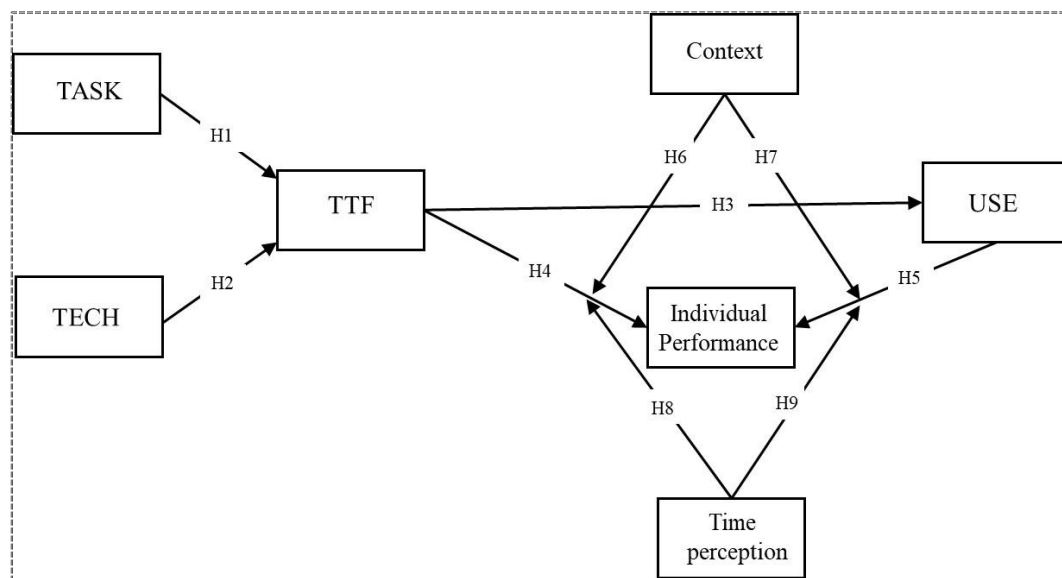 Context
TASK
H1
H6
H7
TTF
H3
USE
H2
H4
H5
TECH
Individual
Performance
H8
H9
Time
perception